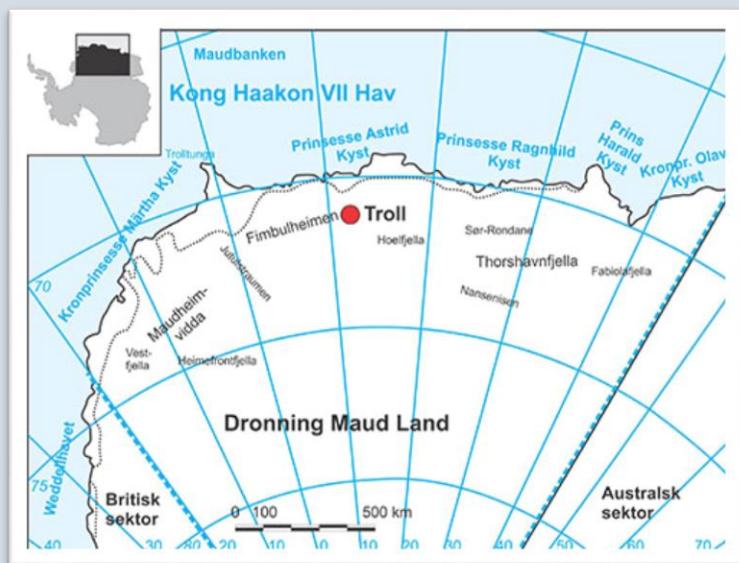 Maudbanken
Kong Haakon VII Hav
Trolltunga
Prinsesse Astrid
Kyst
Prinsesse Ragnhild
Kyst
Prins
Harald
Kyst
Kronpr. Olav
Kyst
Kronprinsesse Märtha Kyst
Fimbulheimen
Troll
Hoelfjella
Sør-Rondane
Thorshavnfjella
Fabiolafjella
Nansenisen
Jutulstraumen
70
Maudheim-
vidda
Vest-
fjella
Heimefrontfjella
Dronning Maud Land
Weddellhavet
75
Britisk
sektor
0 100 500 km
Australsk
sektor
40 30 80 20 10 0 10 20 30 40 50 60 70